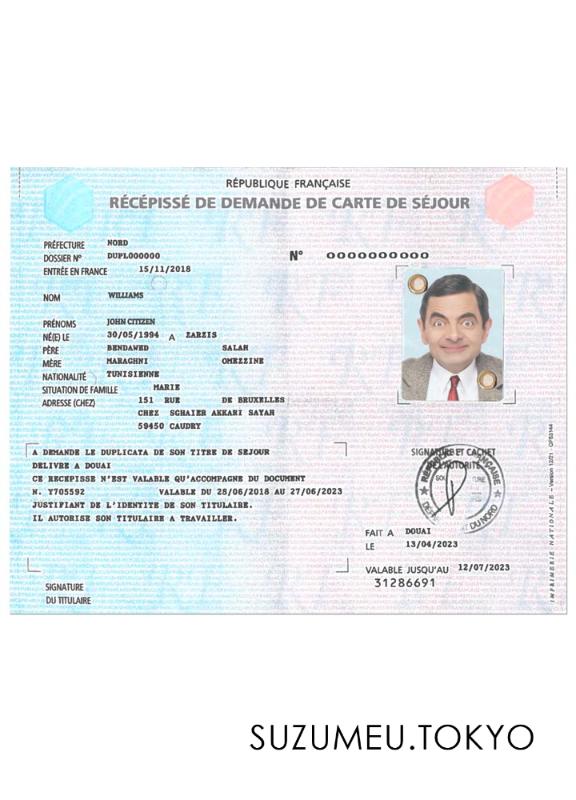 RÉPUBLIQUE FRANÇAISE
RÉCÉPISSÉ DE DEMANDE DE CARTE DE SÉJOUR
PRÉFECTURE NORD
DOSSIER N° DUPL000000
N° 0000000000
ENTRÉE EN FRANCE 15/11/2018
NOM WILLIAMS
PRÉNOMS JOHN CITIZEN
NÉ(E) LE 30/05/1994 A ZARZIS
PÈRE BENDAWED SALAH
MÈRE MARAGHNI OMEZZINE
NATIONALITÉ TUNISIENNE
SITUATION DE FAMILLE MARIE
ADRESSE (CHEZ) 151 RUE DE BRUXELLES
CHEZ SGHAIER AKKARI SAYAH
59450 CAUDRY
A DEMANDE LE DUPLICATA DE SON TITRE DE SEJOUR
DELIVRE A DOUAI
CE RECEPISSE N'EST VALABLE QU'ACCOMPAGNE DU DOCUMENT
N. Y705592 VALABLE DU 28/06/2018 AU 27/06/2023
JUSTIFIANT DE L'IDENTITE DE SON TITULAIRE.
IL AUTORISE SON TITULAIRE A TRAVAILLER.
SIGNATURE ET CACHET
DE L'AUTORITÉ
FRANÇAISE
DU NORD
FAIT A DOUAI
LE 13/04/2023
VALABLE JUSQU'AU 12/07/2023
31286691
SIGNATURE
DU TITULAIRE
IMPRIMERIE NATIONALE – Version 12/21
SUZUMEU.TOKYO